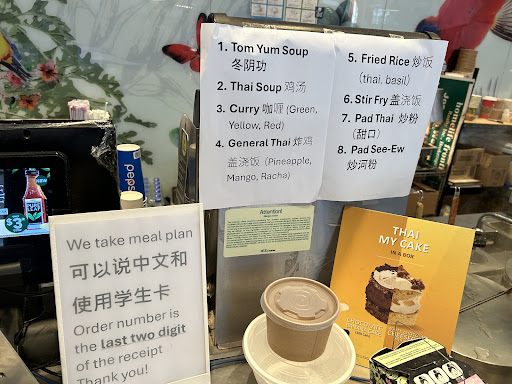 1. Tom Yum Soup
冬阴功
2. Thai Soup 鸡汤
3. Curry 咖喱 (Green,
Yellow, Red)
4. General Thai 炸鸡
盖浇饭 (Pineapple,
Mango, Racha)
5. Fried Rice 炒饭
(thai, basil)
6. Stir Fry 盖浇饭
7. Pad Thai 炒粉
(甜口)
8. Pad See-Ew
炒河粉
We take meal plan
可以说中文和
使用学生卡
Order number is
the last two digit
of the receipt
Thank you!
pepsi
PURE LEAF
$3
Attention!
THAI
MY CAKE
IN A BOX